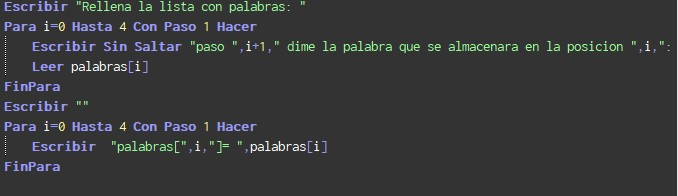 Escribir "Rellena la lista con palabras: "
Para i=0 Hasta 4 Con Paso 1 Hacer
Escribir Sin Saltar "paso ",i+1," dime la palabra que se almacenara en la posicion ",i,":
Leer palabras[i]
FinPara
Escribir ""
Para i=0 Hasta 4 Con Paso 1 Hacer
Escribir "palabras[",i,"]= ",palabras[i]
FinPara